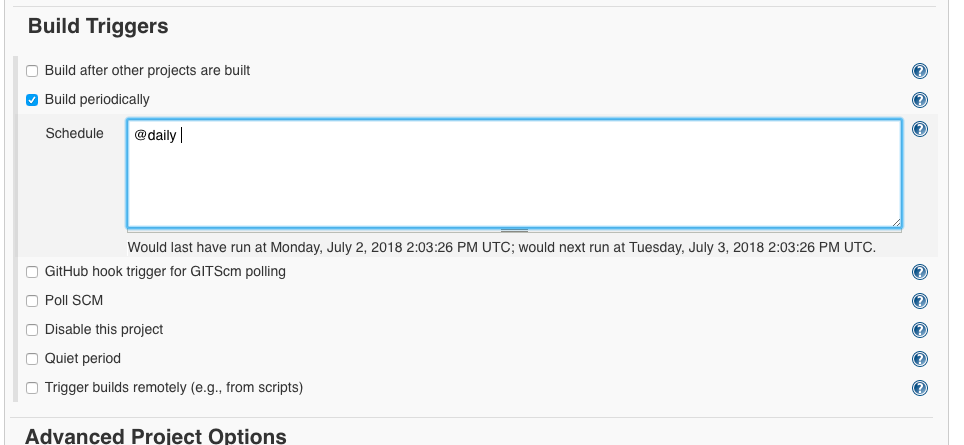 Build Triggers
Build after other projects are built
Build periodically
Schedule
@daily
Would last have run at Monday, July 2, 2018 2:03:26 PM UTC; would next run at Tuesday, July 3, 2018 2:03:26 PM UTC.
GitHub hook trigger for GITScm polling
Poll SCM
Disable this project
Quiet period
Trigger builds remotely (e.g., from scripts)
Advanced Project Options